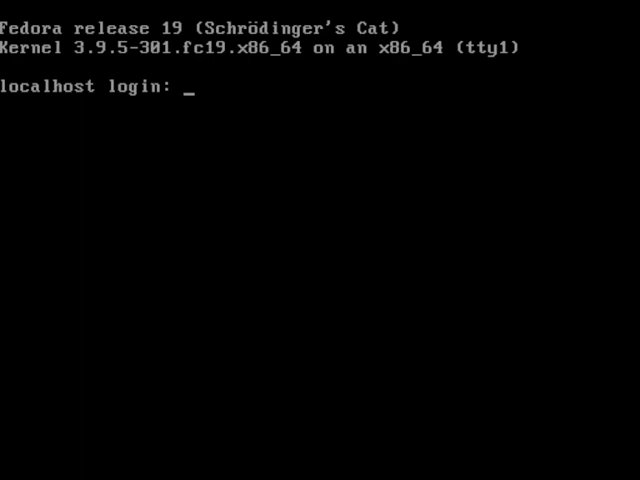 Fedora release 19 (Schrödinger's Cat)
Kernel 3.9.5-301.fc19.x86_64 on an x86_64 (tty1)
localhost login: _